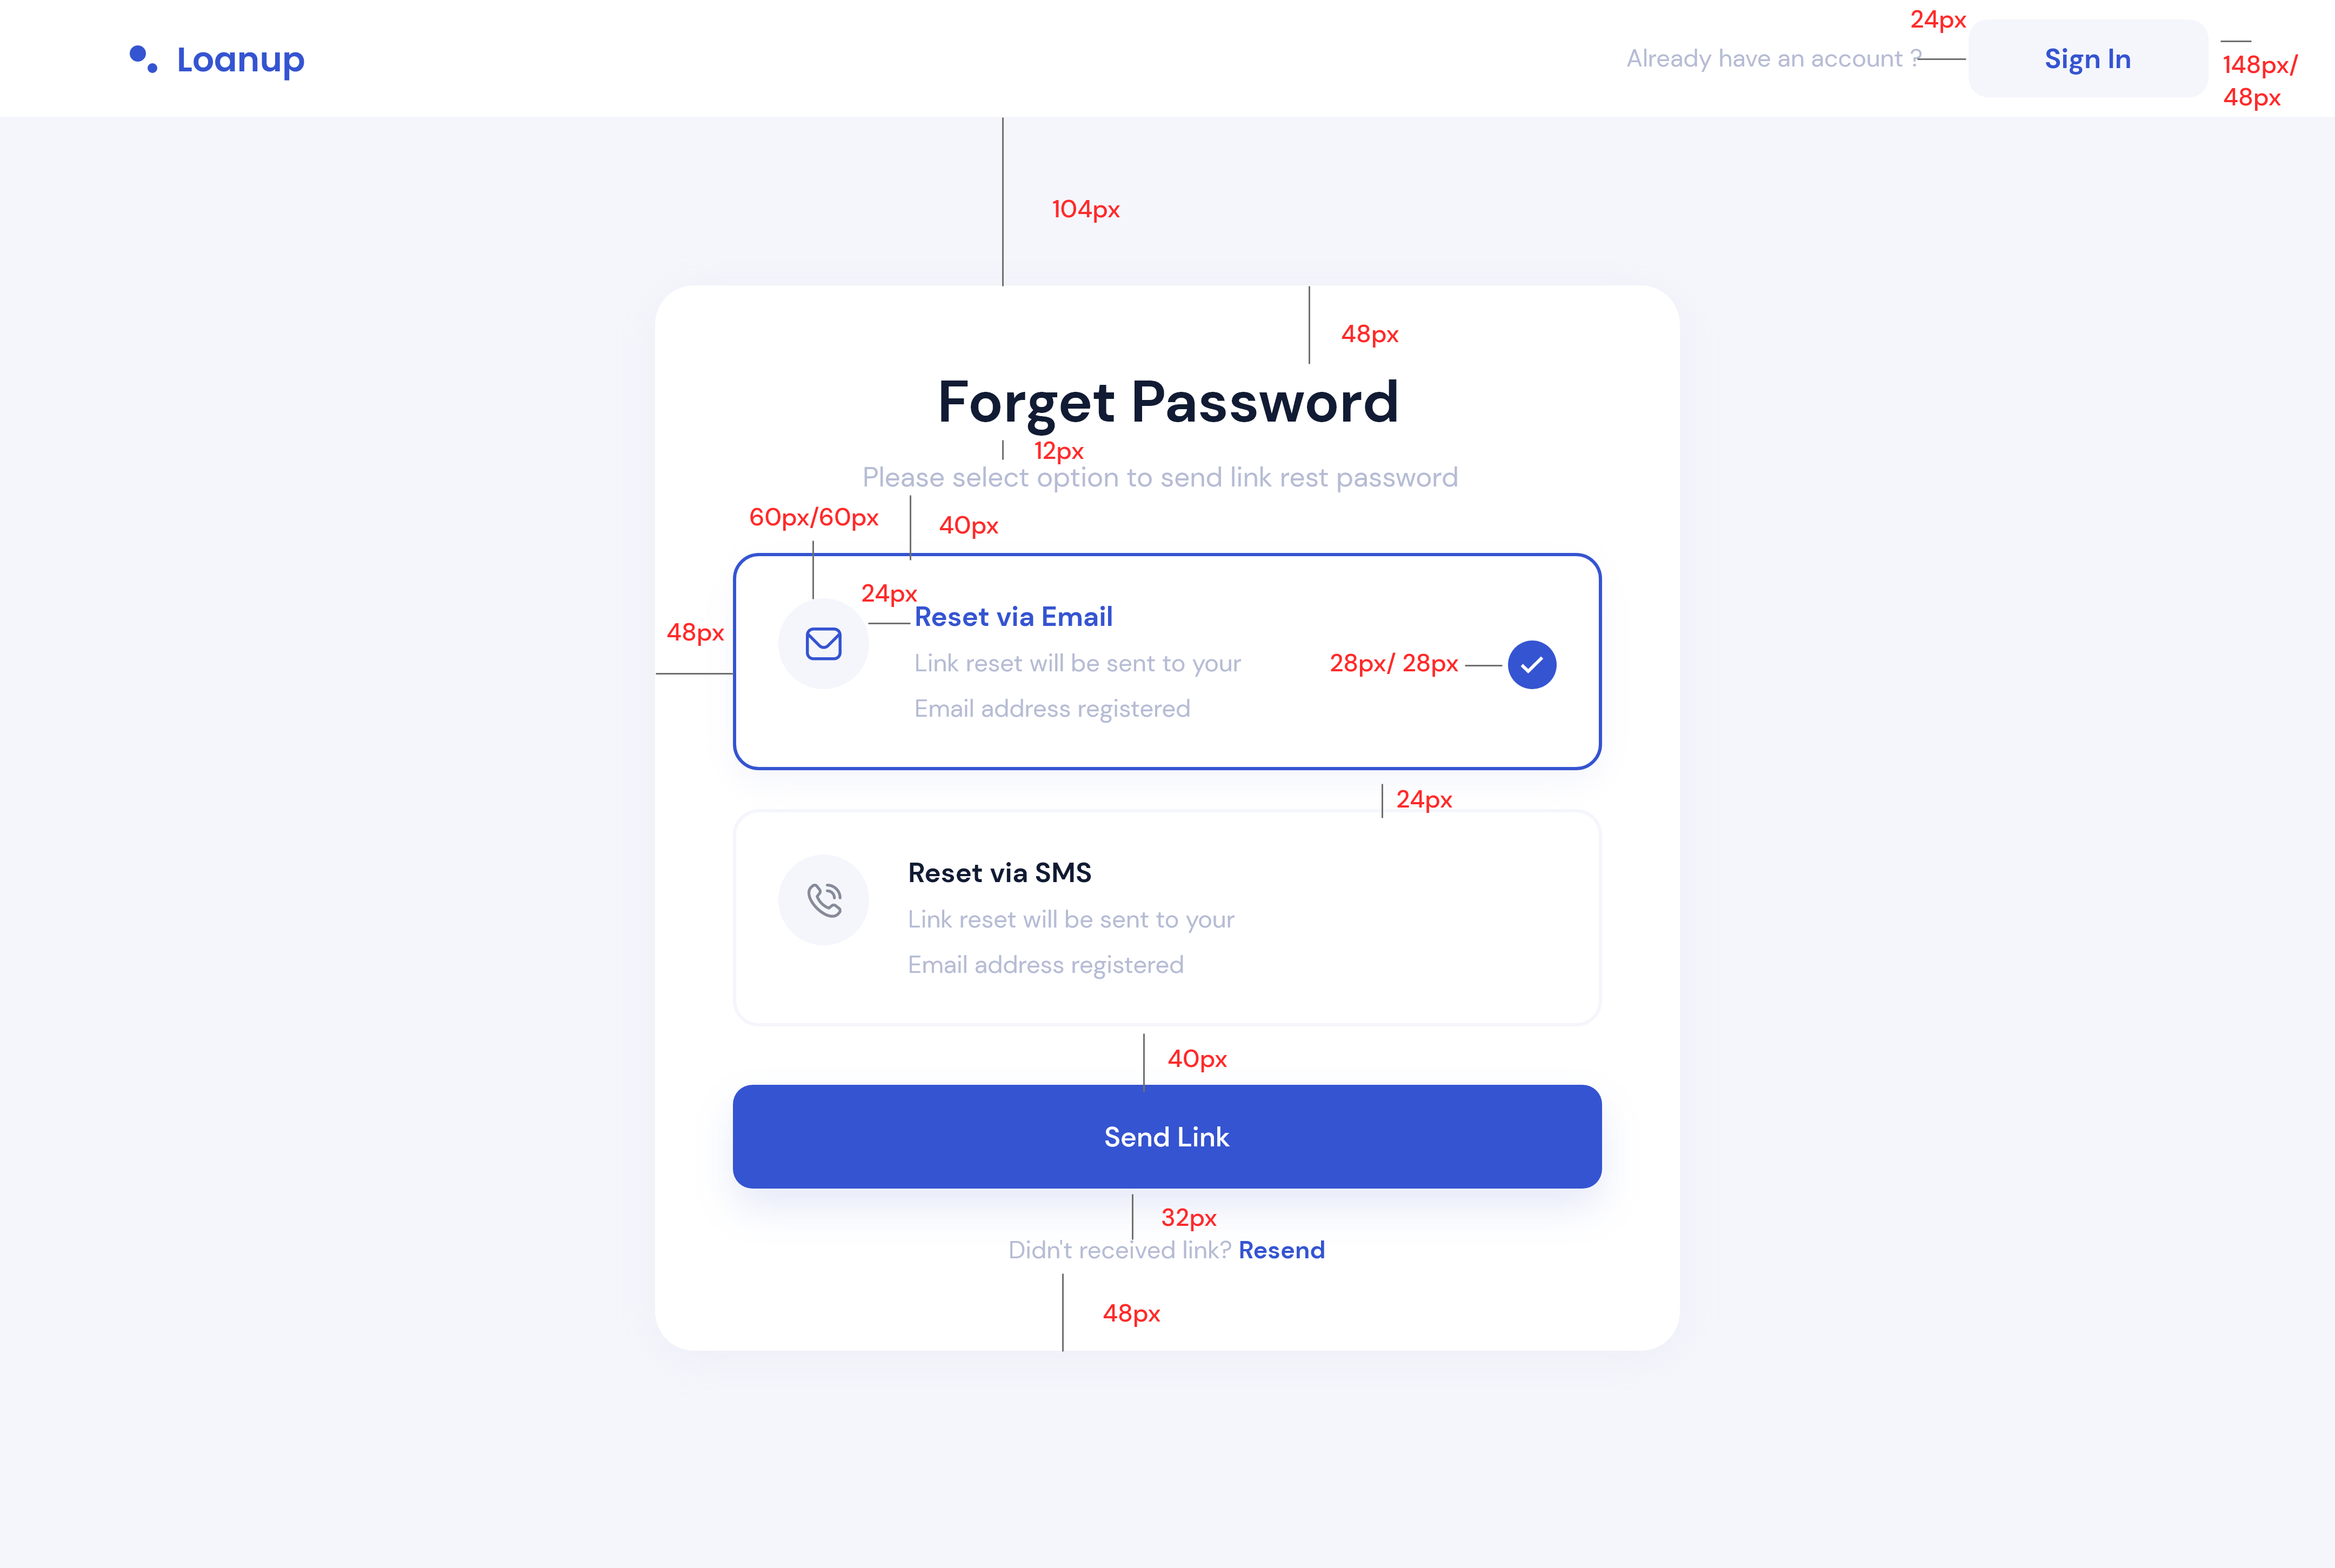 Loanup
Already have an account ?
24px
Sign In
148px/
48px
104px
48px
Forget Password
12px
Please select option to send link rest password
60px/60px
40px
24px
Reset via Email
48px
Link reset will be sent to your
Email address registered
28px/ 28px
24px
Reset via SMS
Link reset will be sent to your
Email address registered
40px
Send Link
32px
Didn't received link? Resend
48px